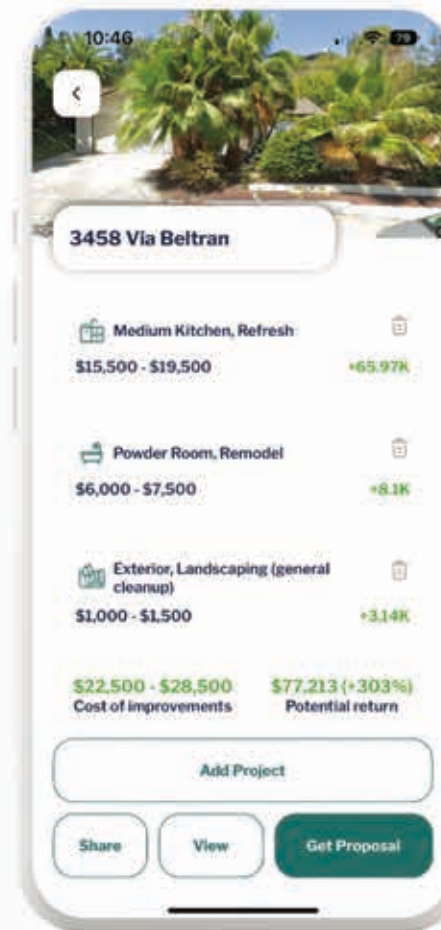 10:46
79
3458 Via Beltran
Medium Kitchen, Refresh
$15,500 - $19,500 +65.97K
Powder Room, Remodel
$6,000 - $7,500 +8.1K
Exterior, Landscaping (general
cleanup)
$1,000 - $1,500 +3.14K
$22,500 - $28,500 $77,213 (+303%)
Cost of improvements Potential return
Add Project
Share View Get Proposal